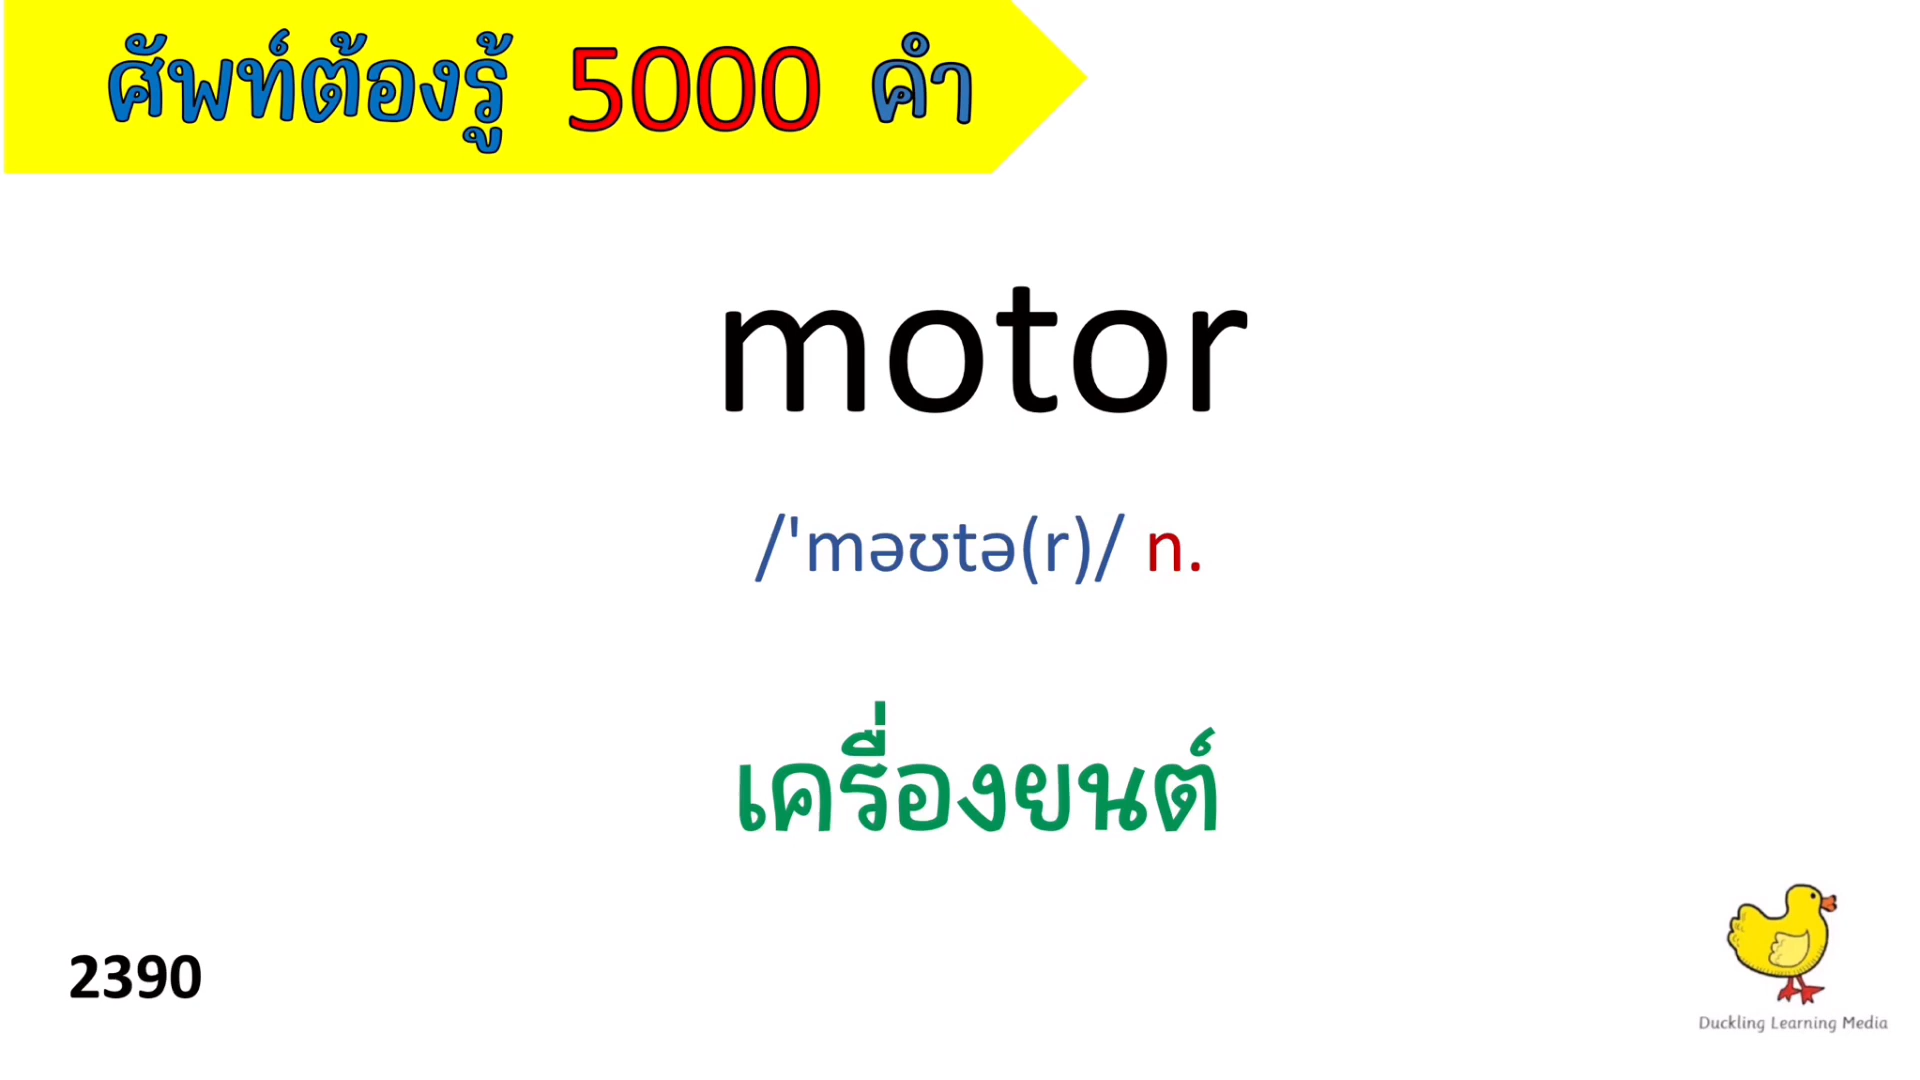 ศัพท์ต้องรู้ 5000 คำ
motor
/'məʊtə(r)/ n.
เครื่องยนต์
2390
Duckling Learning Media